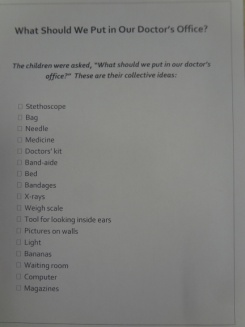 What Should We Put in Our Doctor's Office?
The children were asked, "What should we put in our doctor's
office?" These are their collective ideas:
□ Stethoscope
□ Bag
□ Needle
□ Medicine
□ Doctors' kit
□ Band-aide
□ Bed
□ Bandages
□ X-rays
□ Weigh scale
□ Tool for looking inside ears
□ Pictures on walls
□ Light
□ Bananas
□ Waiting room
□ Computer
□ Magazines